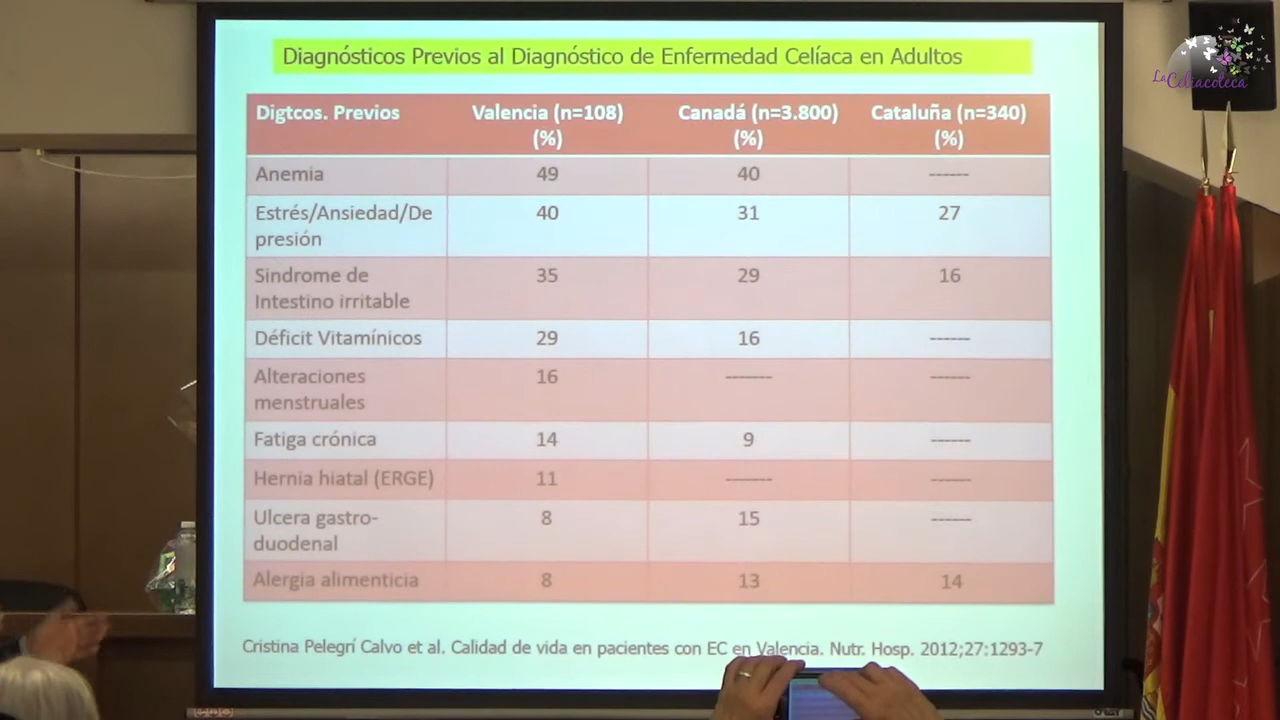 La Celiacoteca
Diagnósticos Previos al Diagnóstico de Enfermedad Celíaca en Adultos
Digtcos. Previos Valencia (n=108) Canadá (n=3.800) Cataluña (n=340)
(%) (%) (%)
Anemia 49 40 ------
Estrés/Ansiedad/De 40 31 27
presión
Sindrome de 35 29 16
Intestino irritable
Déficit Vitamínicos 29 16 ------
Alteraciones 16 ------- ------
menstruales
Fatiga crónica 14 9 ------
Hernia hiatal (ERGE) 11 ------- ------
Ulcera gastro- 8 15 ------
duodenal
Alergia alimenticia 8 13 14
Cristina Pelegrí Calvo et al. Calidad de vida en pacientes con EC en Valencia. Nutr. Hosp. 2012;27:1293-7